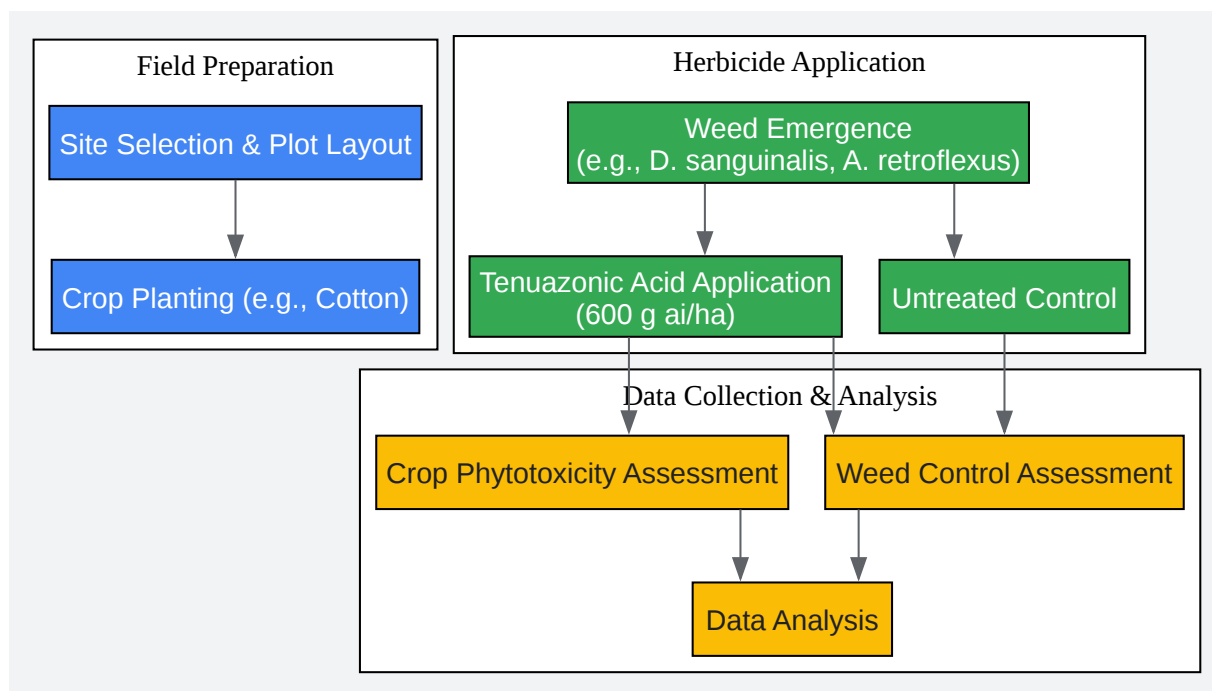 Field Preparation
Site Selection & Plot Layout
Crop Planting (e.g., Cotton)
Herbicide Application
Weed Emergence
(e.g., D. sanguinalis, A. retroflexus)
Tenuazonic Acid Application
(600 g ai/ha)
Untreated Control
Data Collection & Analysis
Crop Phytotoxicity Assessment
Weed Control Assessment
Data Analysis